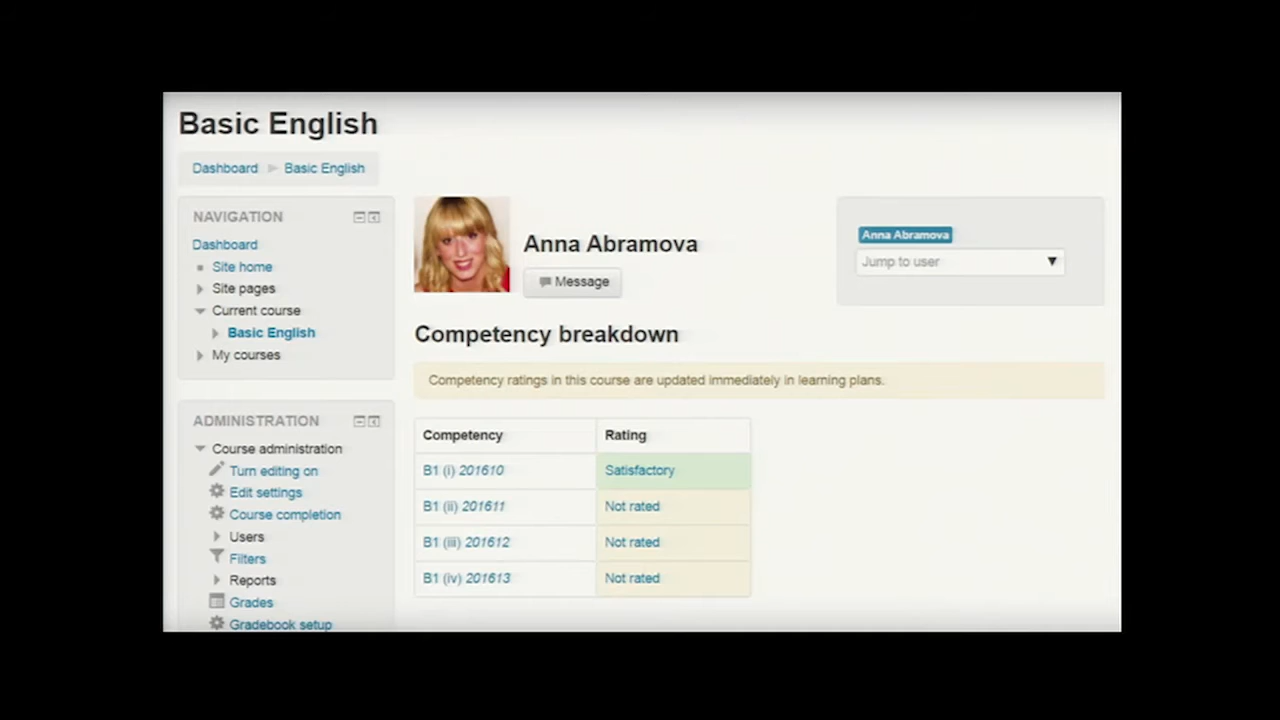 Basic English
Dashboard Basic English
NAVIGATION
Dashboard
Site home
Site pages
Current course
Basic English
My courses
ADMINISTRATION
Course administration
Turn editing on
Edit settings
Course completion
Users
Filters
Reports
Grades
Gradebook setup
Anna Abramova
Message
Anna Abramova
Jump to user
Competency breakdown
Competency ratings in this course are updated immediately in learning plans.
Competency Rating
B1 (i) 201610 Satisfactory
B1 (ii) 201611 Not rated
B1 (iii) 201612 Not rated
B1 (iv) 201613 Not rated